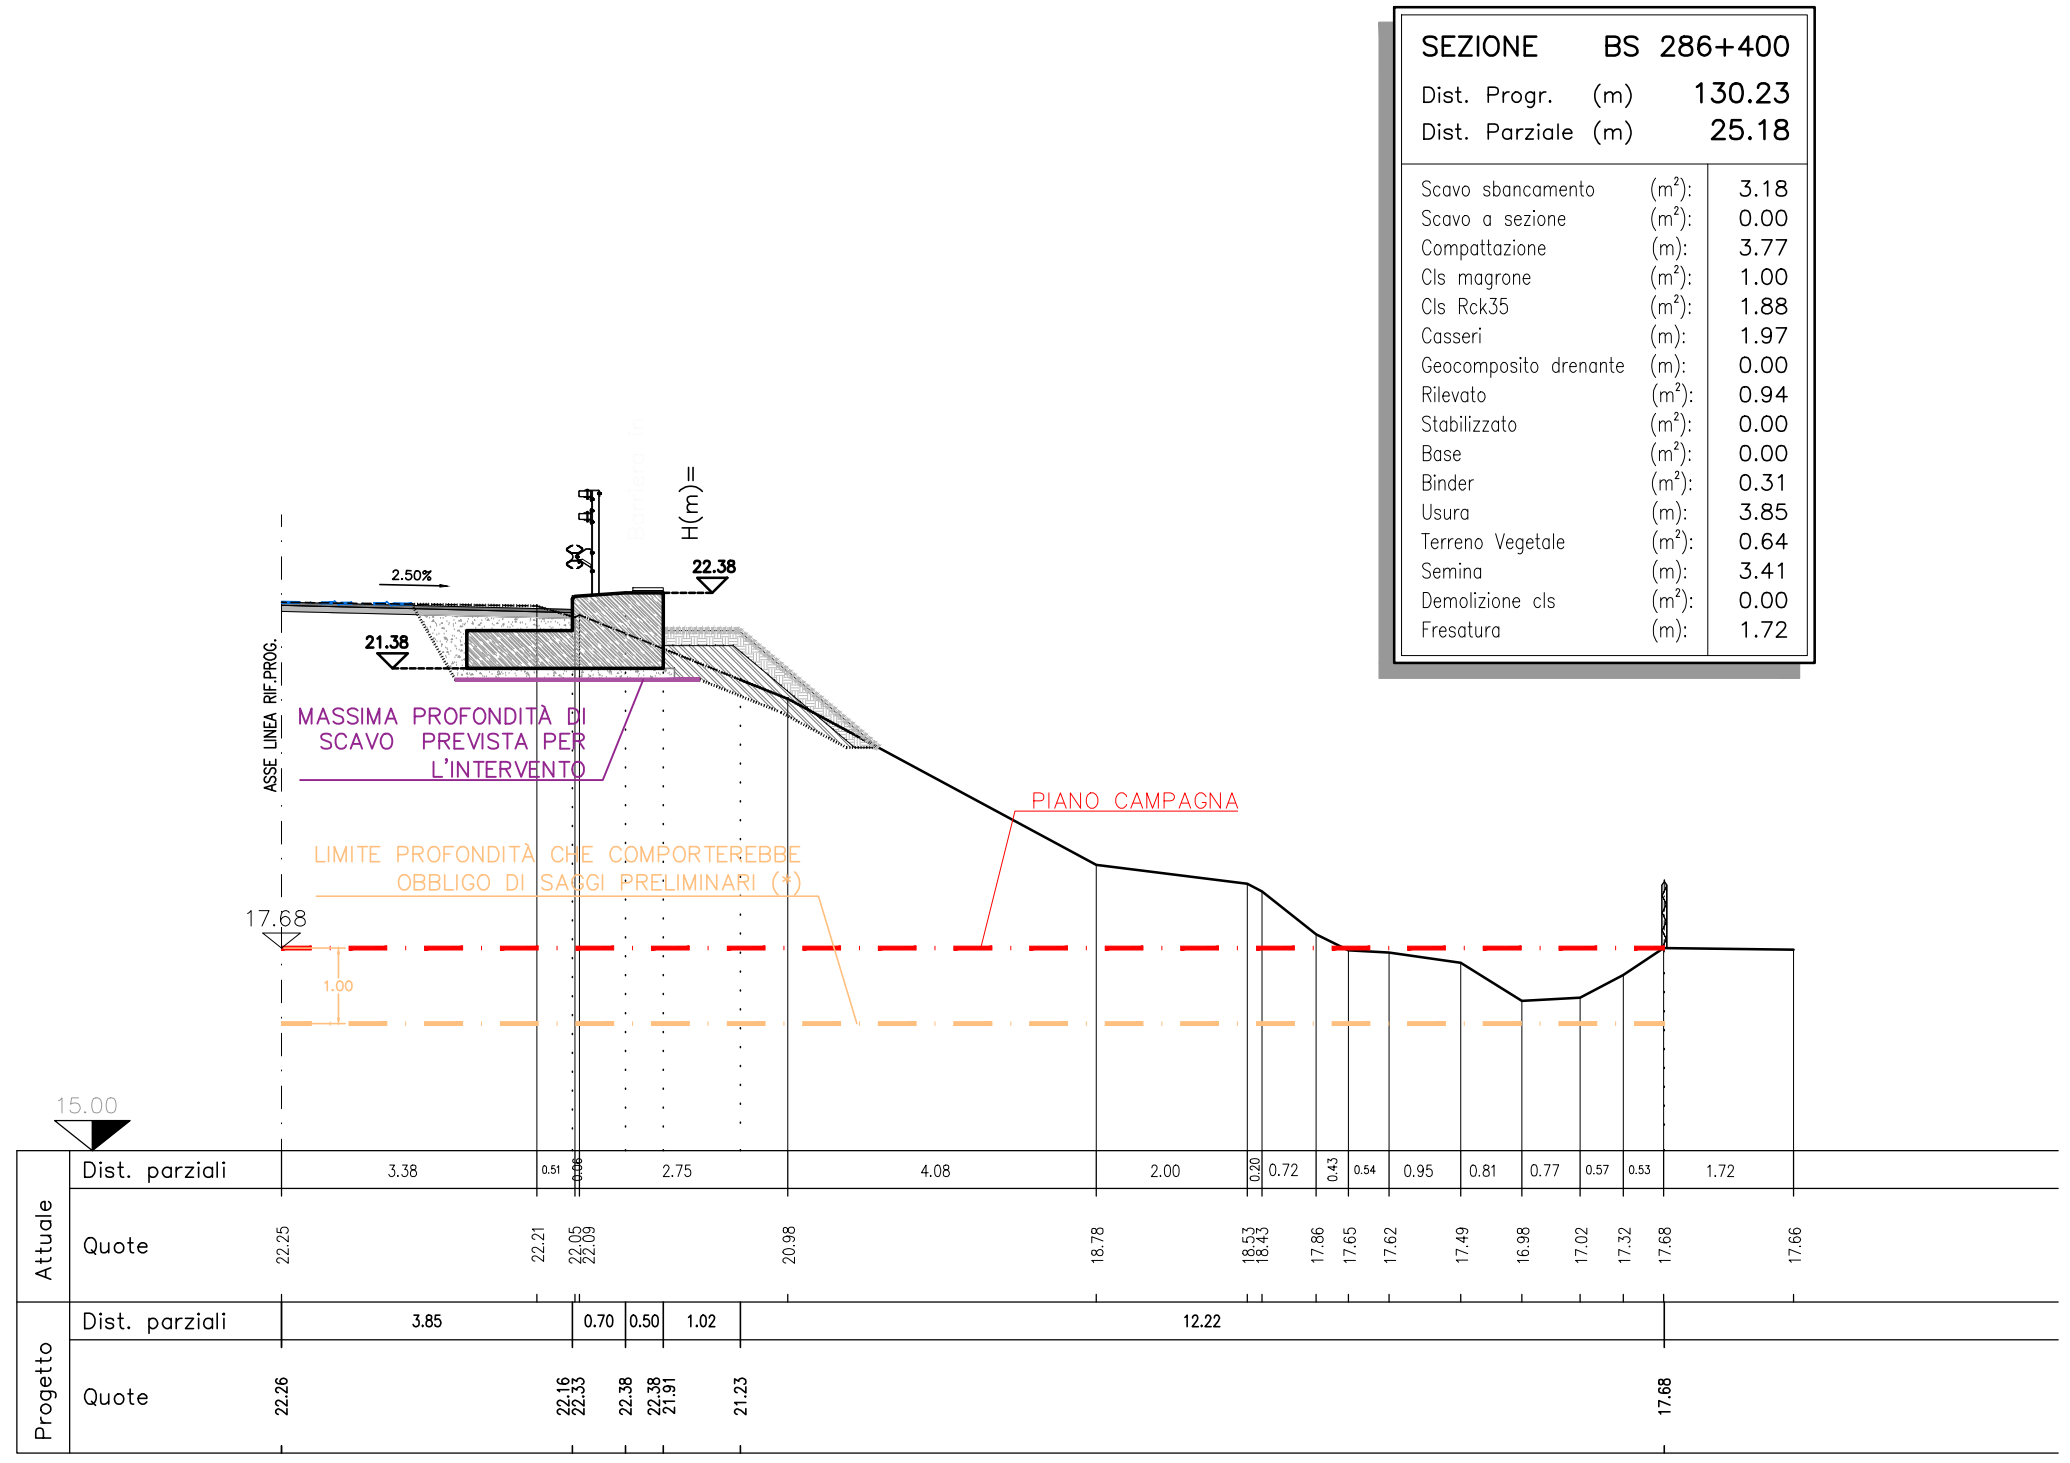 SEZIONE BS 286+400
Dist. Progr. (m) 130.23
Dist. Parziale (m) 25.18
Scavo sbancamento (m²): 3.18
Scavo a sezione (m²): 0.00
Compattazione (m): 3.77
Cls magrone (m²): 1.00
Cls Rck35 (m²): 1.88
Casseri (m): 1.97
Geocomposito drenante (m): 0.00
Rilevato (m²): 0.94
Stabilizzato (m²): 0.00
Base (m²): 0.00
Binder (m²): 0.31
Usura (m): 3.85
Terreno Vegetale (m²): 0.64
Semina (m): 3.41
Demolizione cls (m²): 0.00
Fresatura (m): 1.72
H(m)=
22.38
2.50%
21.38
ASSE LINEA RIF.PROG.
MASSIMA PROFONDITÀ DI
SCAVO PREVISTA PER
L'INTERVENTO
PIANO CAMPAGNA
LIMITE PROFONDITÀ CHE COMPORTEREBBE
OBBLIGO DI SAGGI PRELIMINARI (*)
17.68
1.00
15.00
Attuale
Dist. parziali 3.38 0.51 0.06 2.75 4.08 2.00 0.20 0.72 0.43 0.54 0.95 0.81 0.77 0.57 0.53 1.72
Quote 22.25 22.21 22.05 22.09 20.98 18.78 18.53 18.43 17.86 17.65 17.62 17.49 16.98 17.02 17.32 17.68 17.66
Progetto
Dist. parziali 3.85 0.70 0.50 1.02 12.22
Quote 22.26 22.16 22.33 22.38 22.38 21.91 21.23 17.68